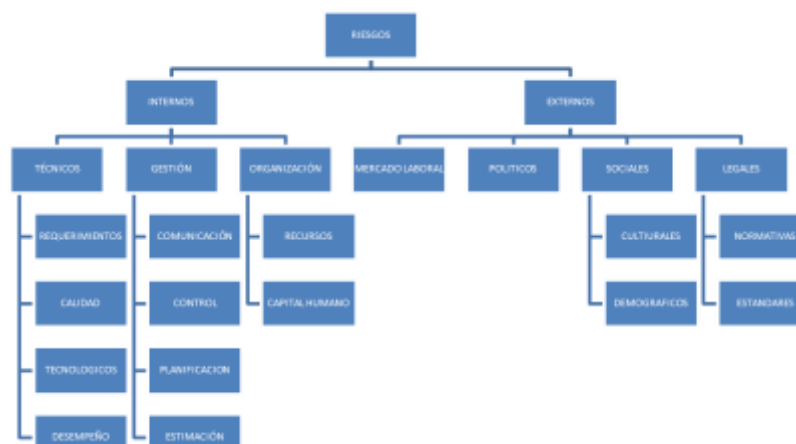 RIESGOS
INTERNOS
EXTERNOS
TÉCNICOS
GESTIÓN
ORGANIZACIÓN
MERCADO LABORAL
POLITICOS
SOCIALES
LEGALES
REQUERIMIENTOS
COMUNICACIÓN
RECURSOS
CULTIURALES
NORMATIVAS
CALIDAD
CONTROL
CAPITAL HUMANO
DEMOGRAFICOS
ESTANDARES
TECNOLOGICOS
PLANIFICACION
DESEMPEÑO
ESTIMACIÓN